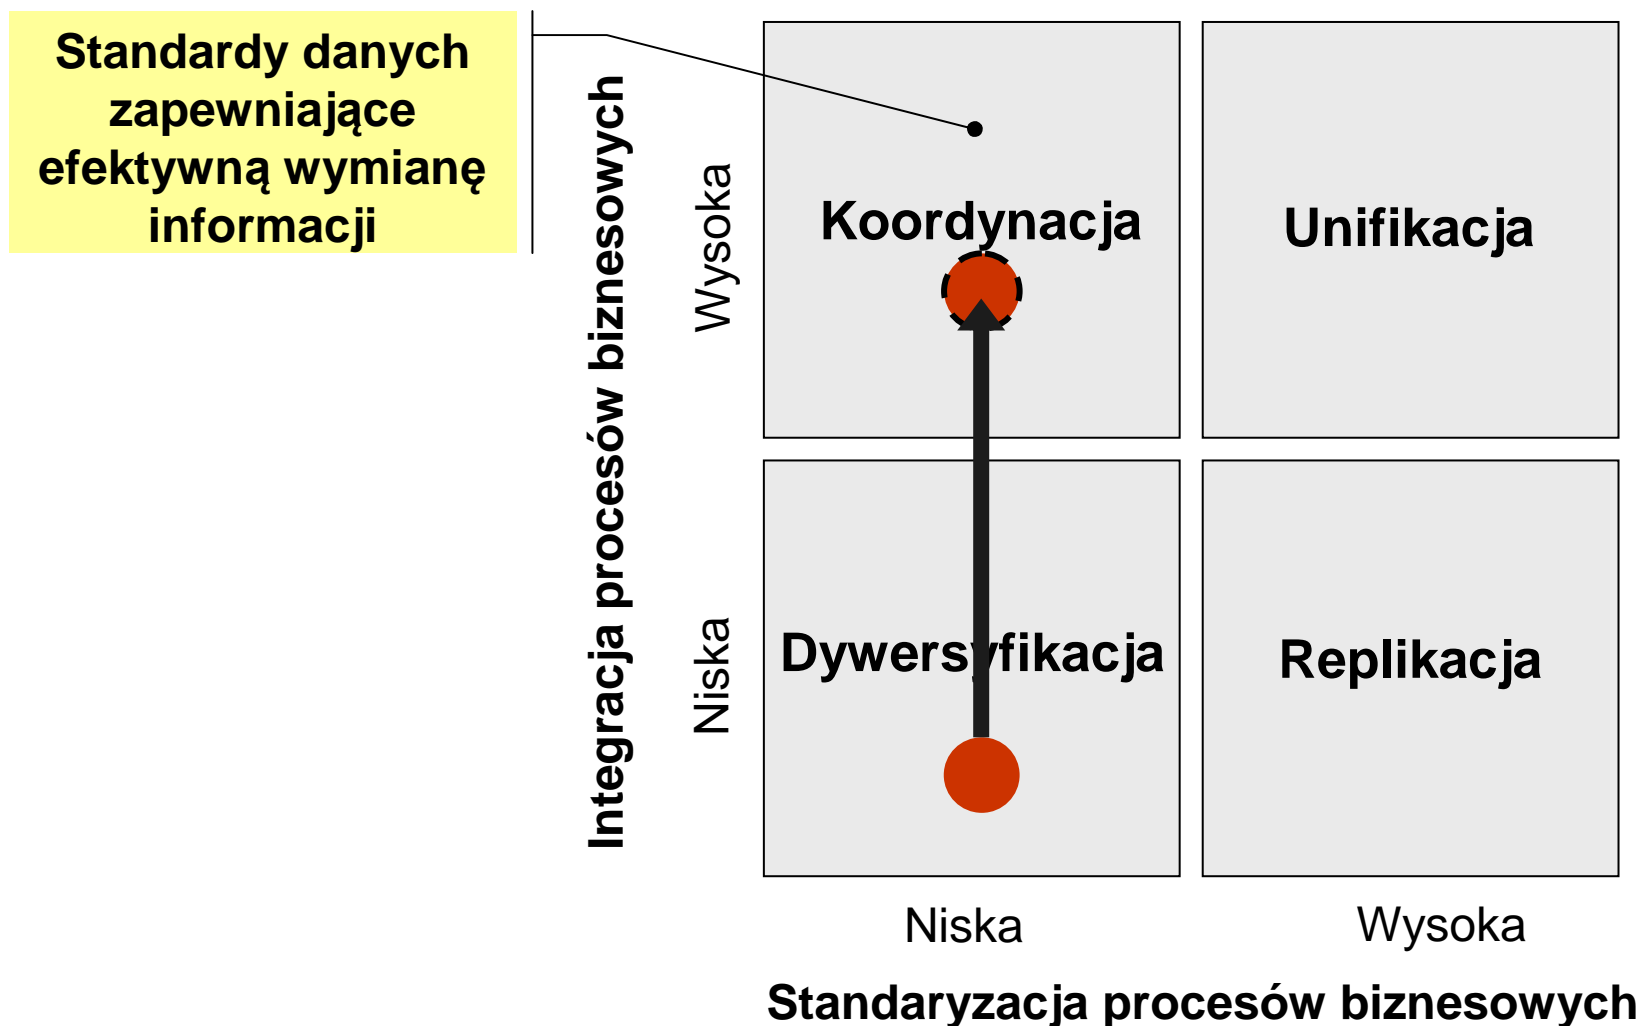 Standardy danych
zapewniające
efektywną wymianę
informacji
Integracja procesów biznesowych
Wysoka
Niska
Koordynacja
Unifikacja
Dywersyfikacja
Replikacja
Niska
Wysoka
Standaryzacja procesów biznesowych